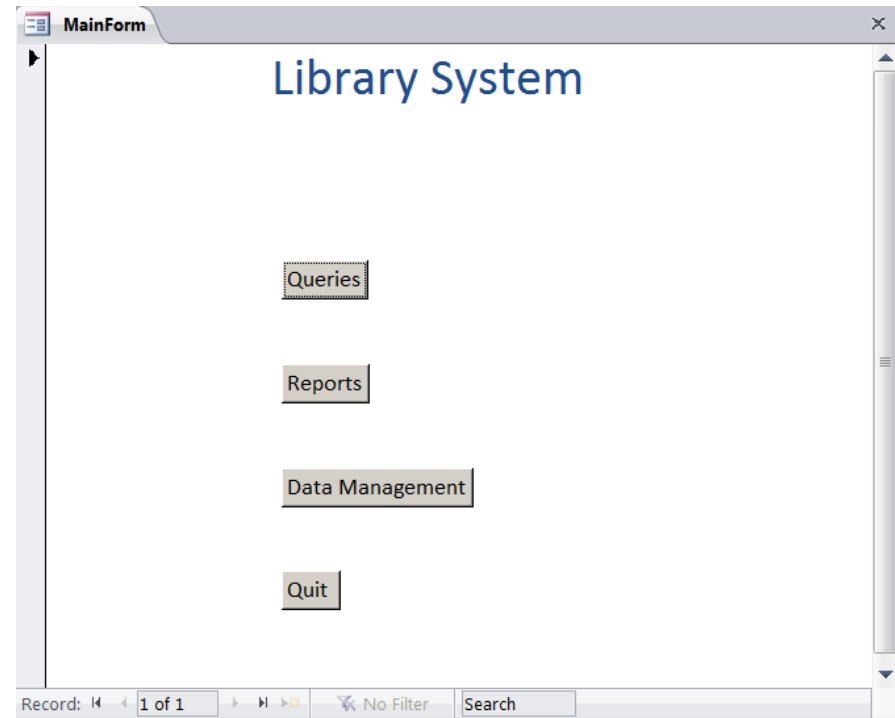 MainForm
Library System
Queries
Reports
Data Management
Quit
Record: 1 of 1 No Filter Search